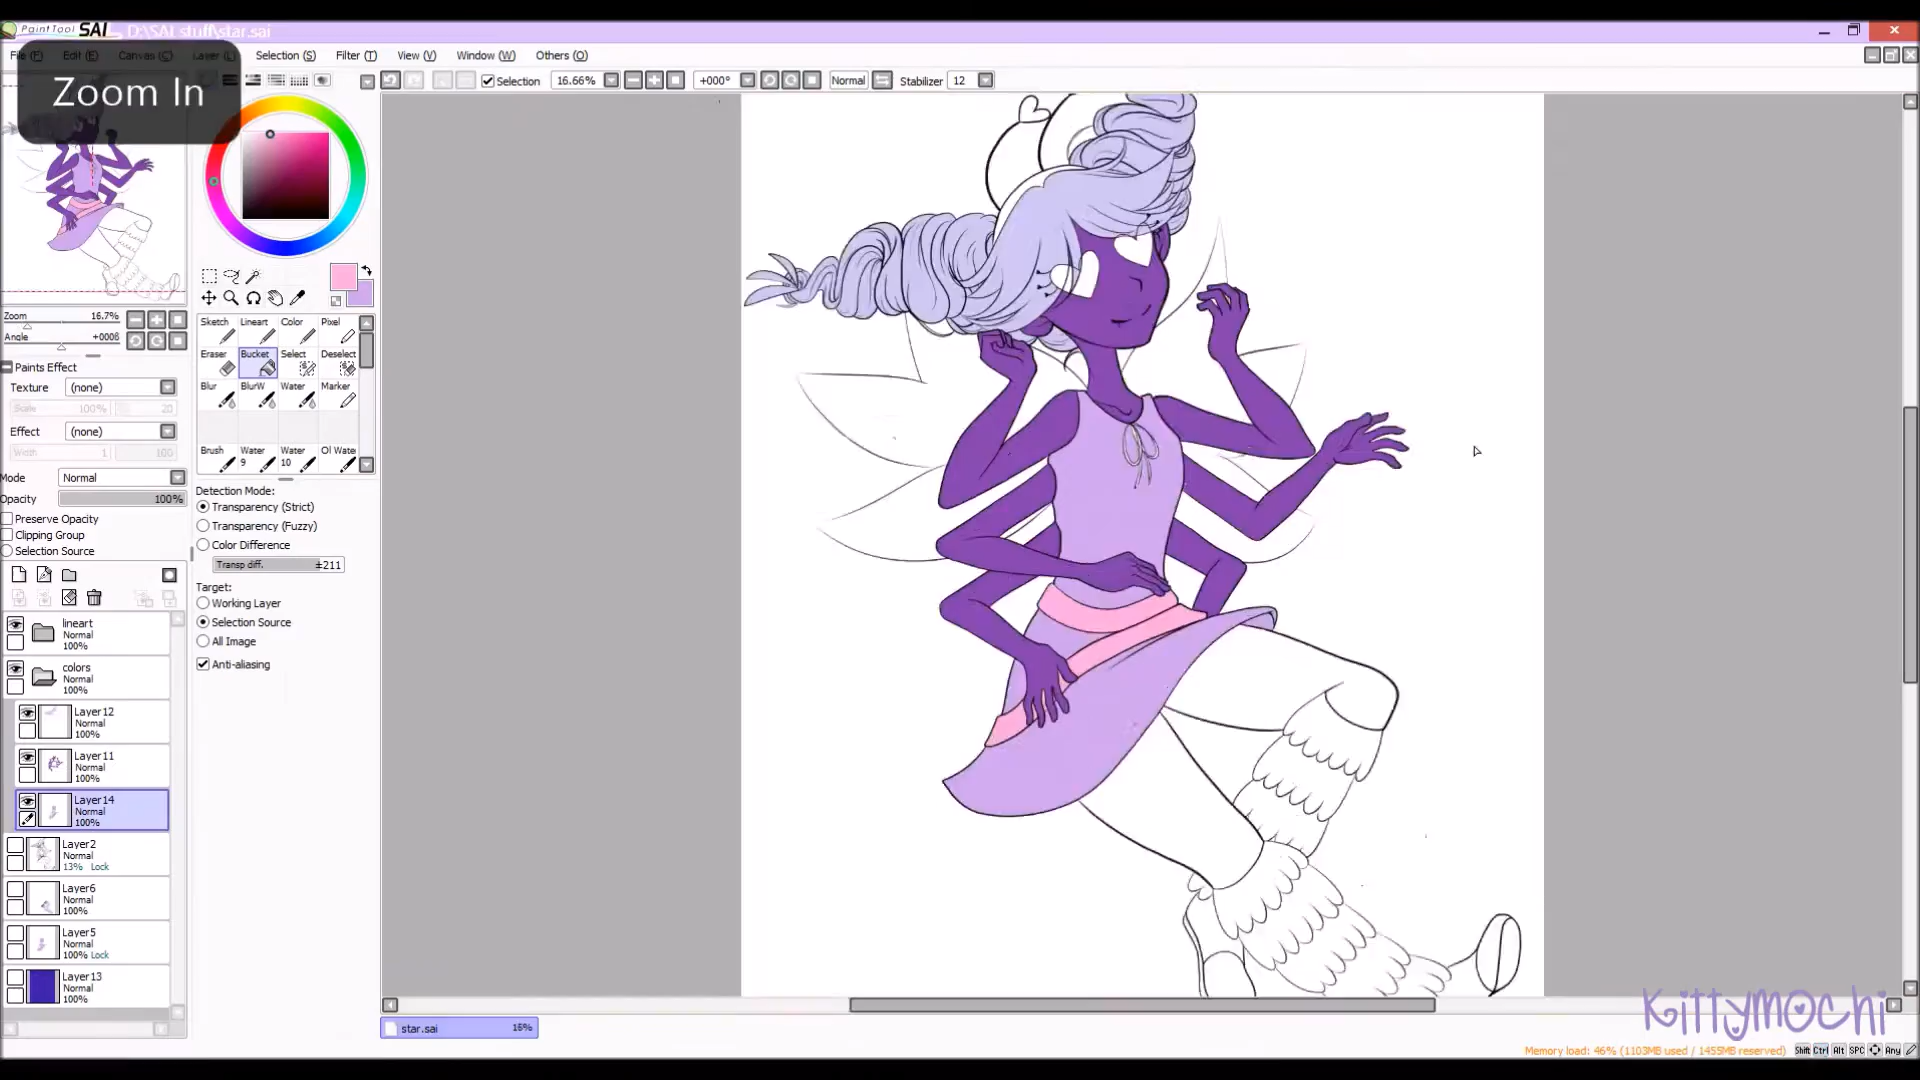 PaintTool SAI D:\SAI stuff\star.sai
Zoom In
File (F) Edit (E) Canvas (C) Layer (L) Selection (S) Filter (T) View (V) Window (W) Others (O)
Selection 16.66% +000° Normal Stabilizer 12
Zoom 16.7%
Angle +000δ
Paints Effect
Texture (none)
Scale 100% 20
Effect (none)
Width 1 100
Mode Normal
Opacity 100%
Preserve Opacity
Clipping Group
Selection Source
Sketch Lineart Color Pixel
Eraser Bucket Select Deselect
Blur BlurW Water Marker
Brush Water 9 Water 10 Ol Wate
Detection Mode:
Transparency (Strict)
Transparency (Fuzzy)
Color Difference
Transp diff. ±211
Target:
Working Layer
Selection Source
All Image
Anti-aliasing
lineart
Normal
100%
colors
Normal
100%
Layer12
Normal
100%
Layer11
Normal
100%
Layer14
Normal
100%
Layer2
Normal
13% Lock
Layer6
Normal
100%
Layer5
Normal
100% Lock
Layer13
Normal
100%
star.sai 16%
Kittymochi
Memory load: 46% (1103MB used / 1455MB reserved) Shift Ctrl Alt SPC Any